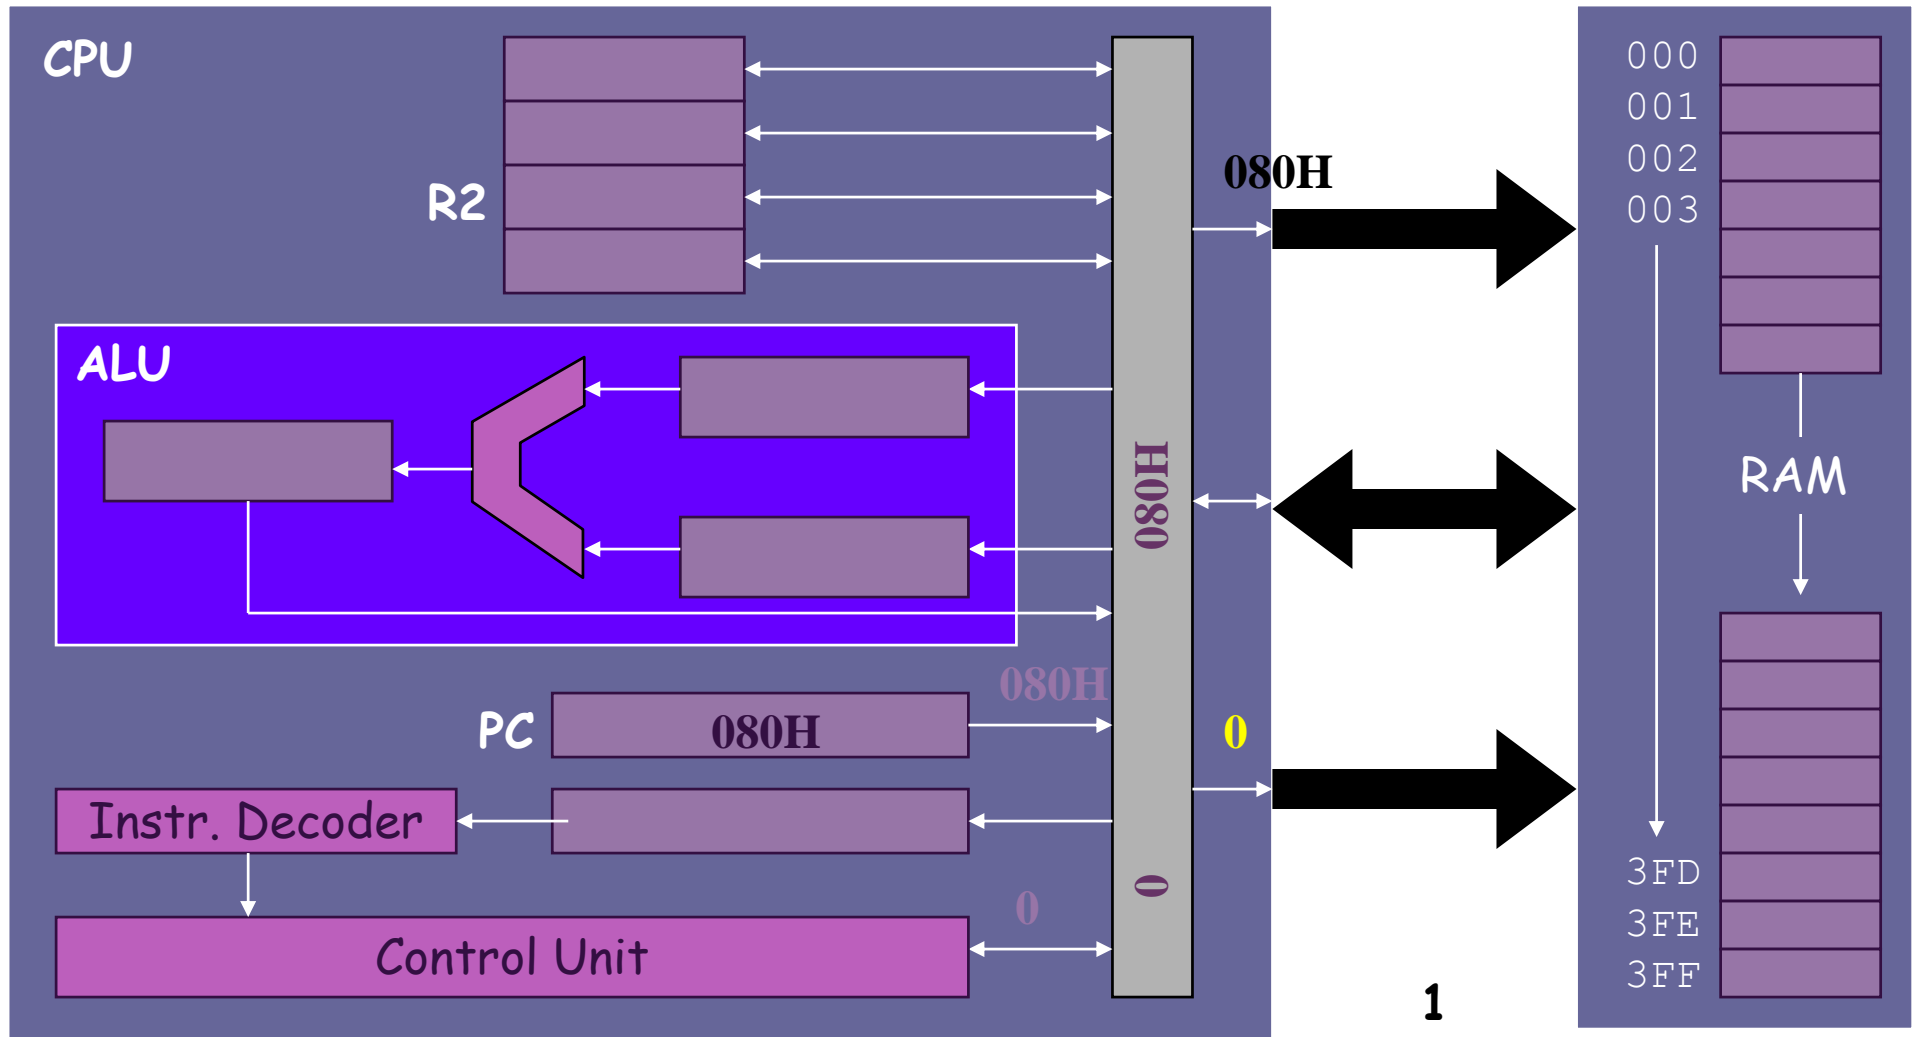 CPU
R2
ALU
PC
080H
080H
Instr. Decoder
Control Unit
0
080H
0
080H
0
1
000
001
002
003
RAM
3FD
3FE
3FF